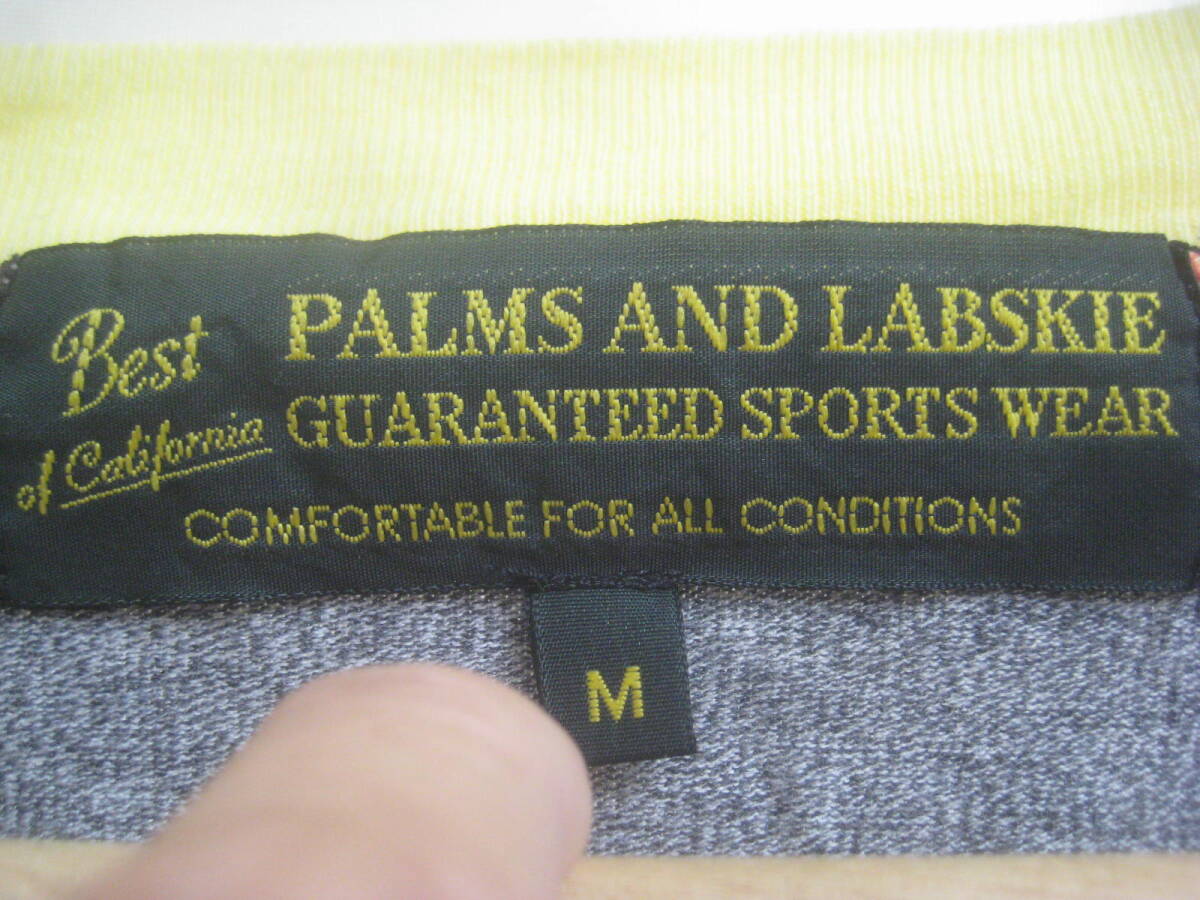 Best
of California
PALMS AND LABSKIE
GUARANTEED SPORTS WEAR
COMFORTABLE FOR ALL CONDITIONS
M